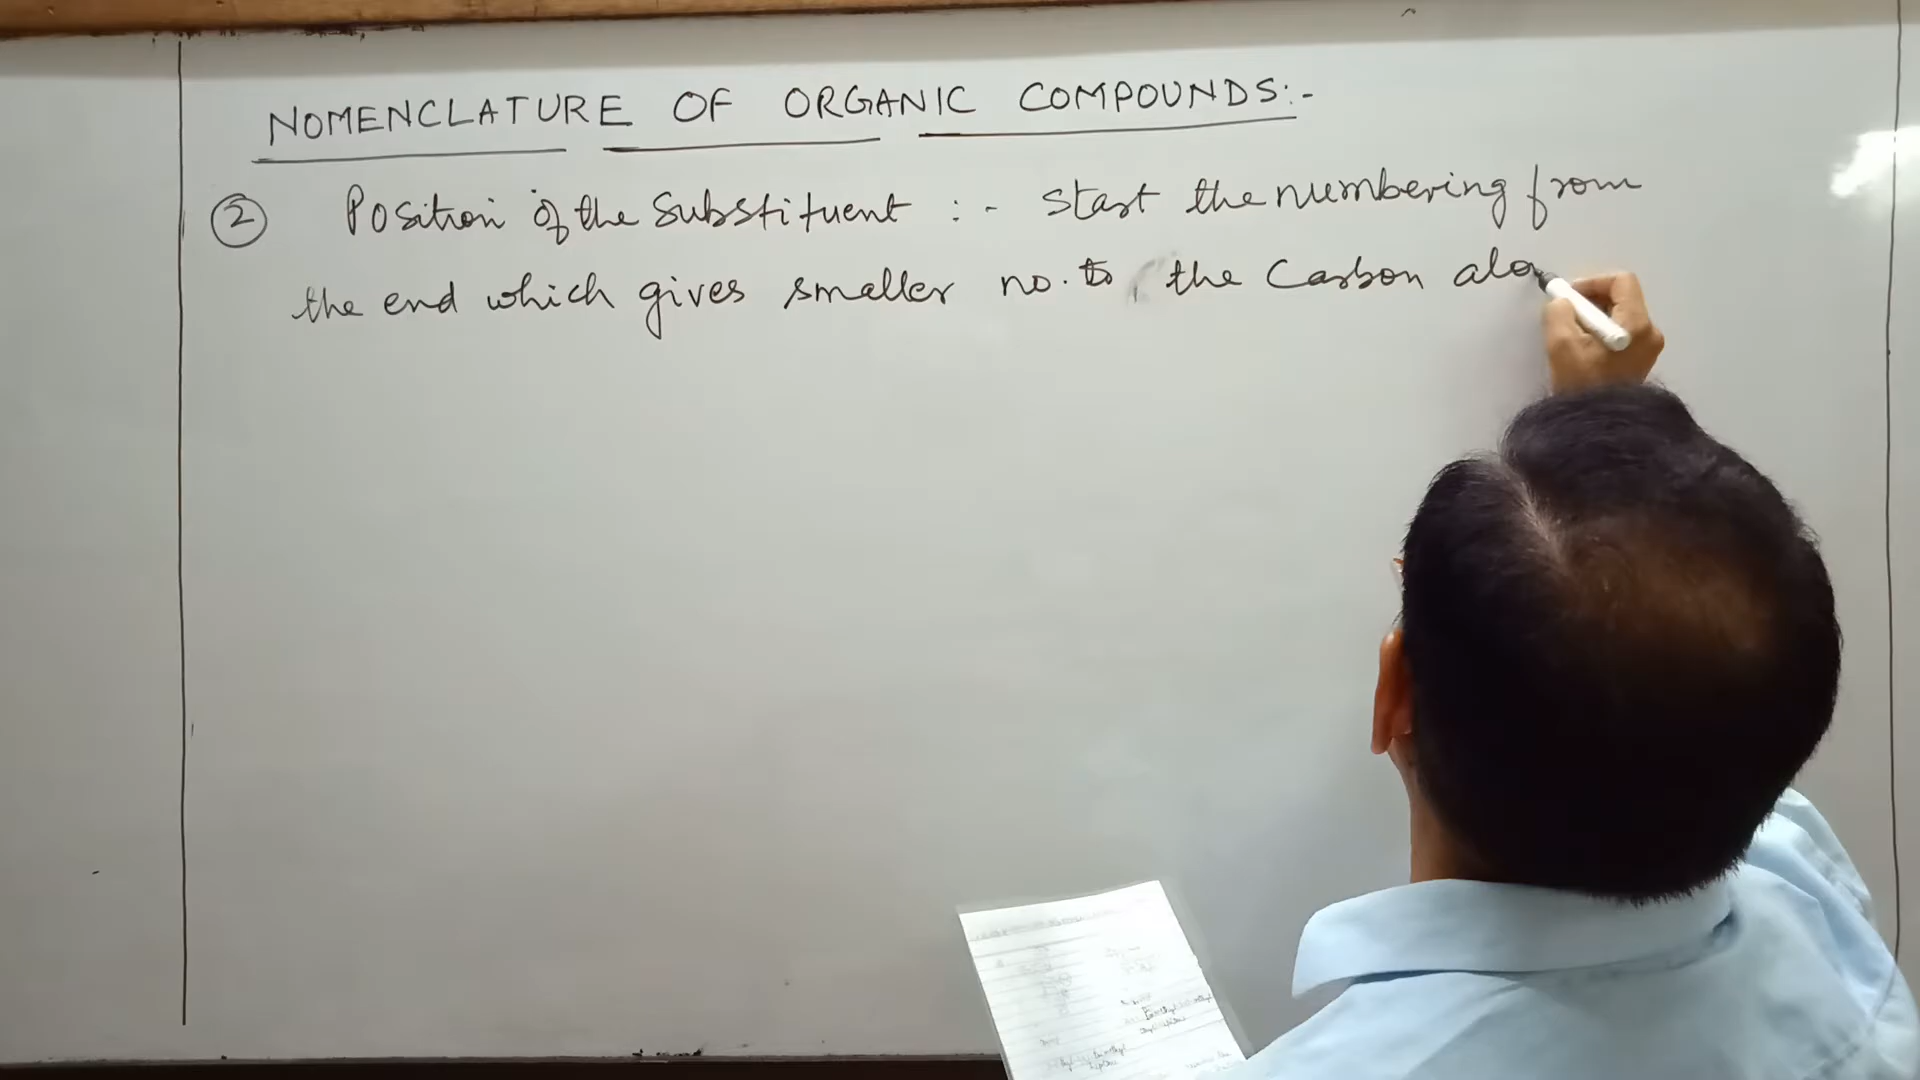 NOMENCLATURE OF ORGANIC COMPOUNDS:-
② Position of the Substituent :- Start the numbering from
the end which gives smaller no. to the Carbon alo